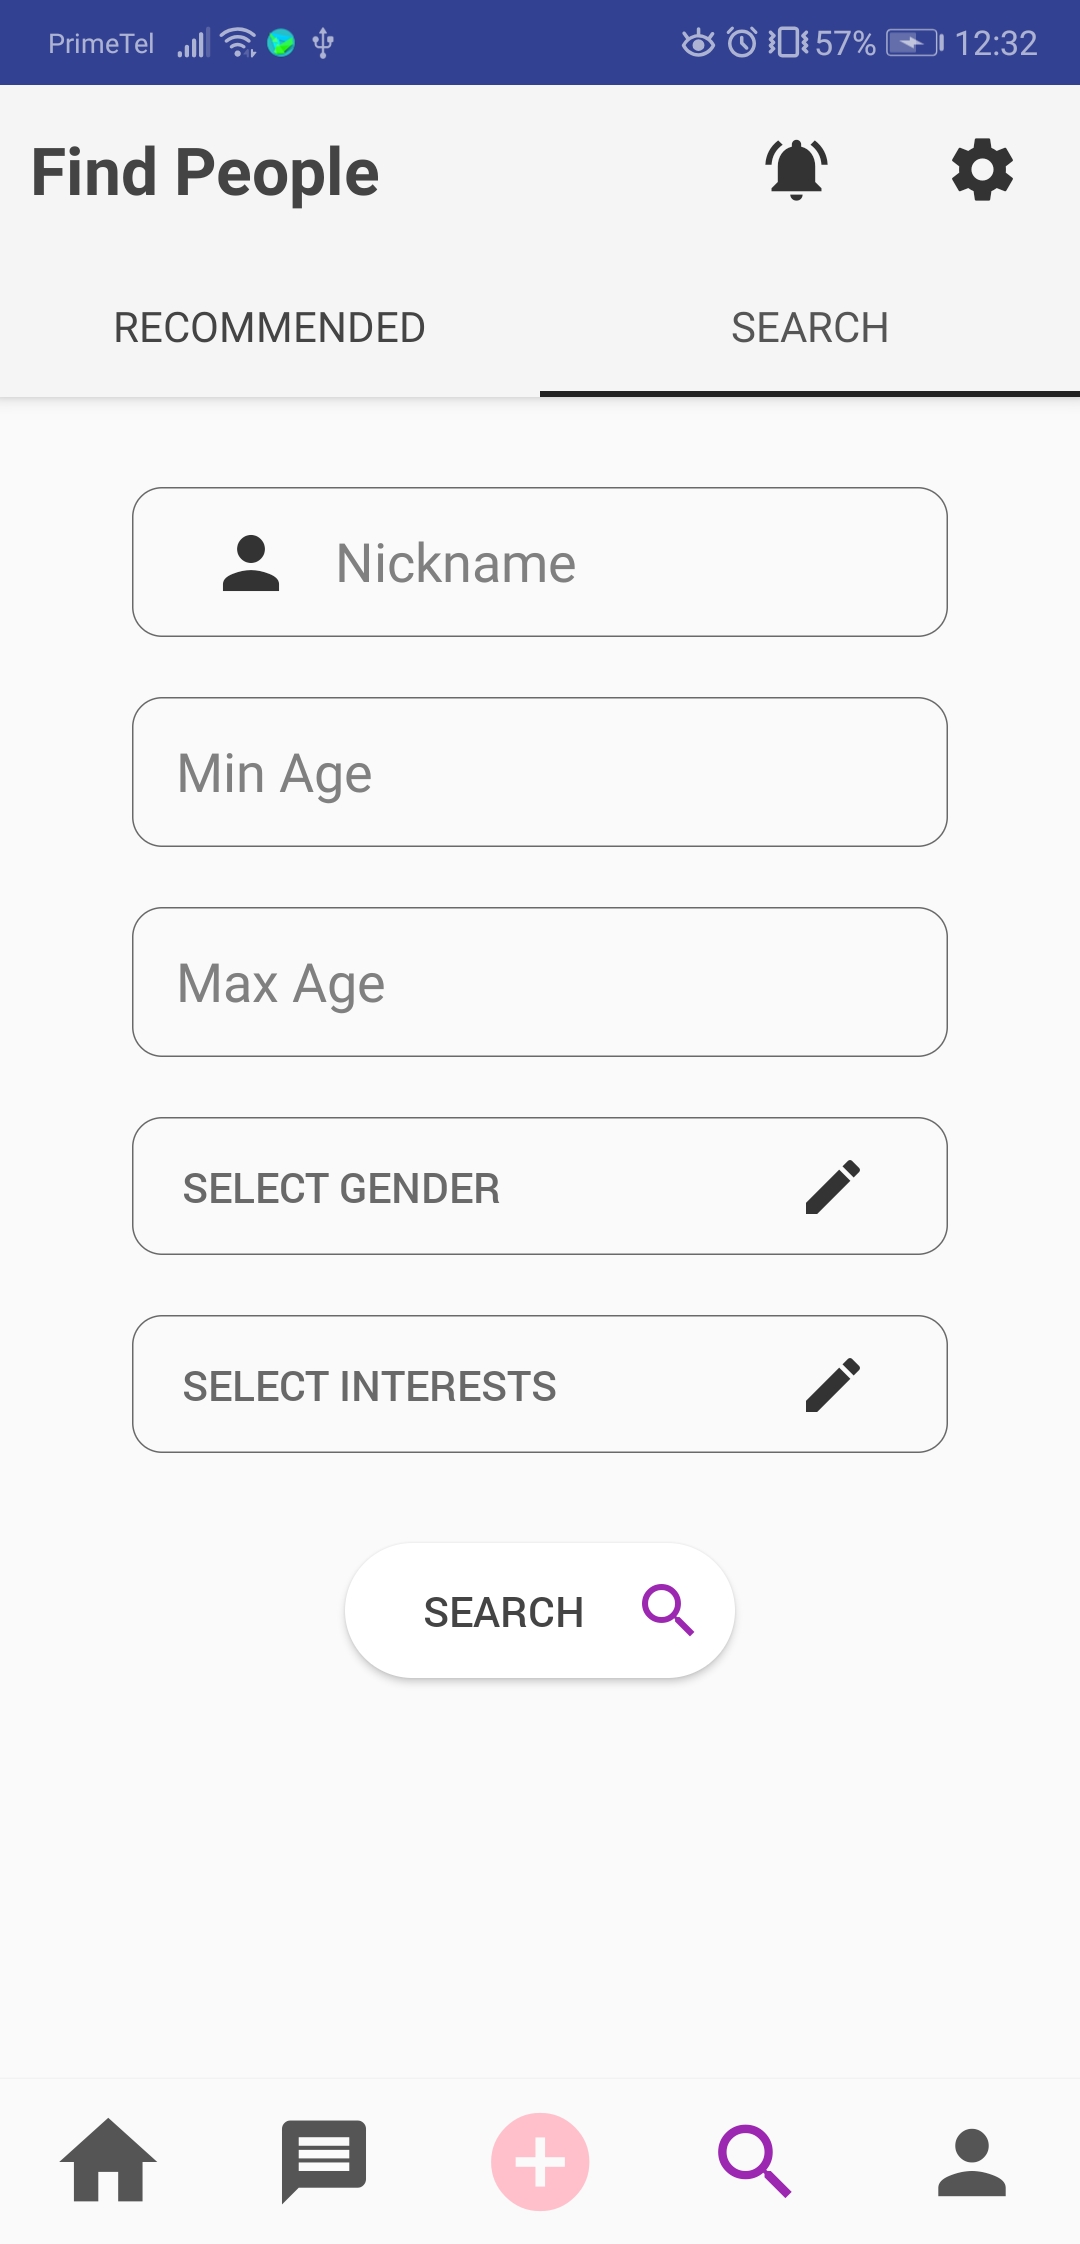 PrimeTel 57% 12:32
Find People
RECOMMENDED SEARCH
Nickname
Min Age
Max Age
SELECT GENDER
SELECT INTERESTS
SEARCH